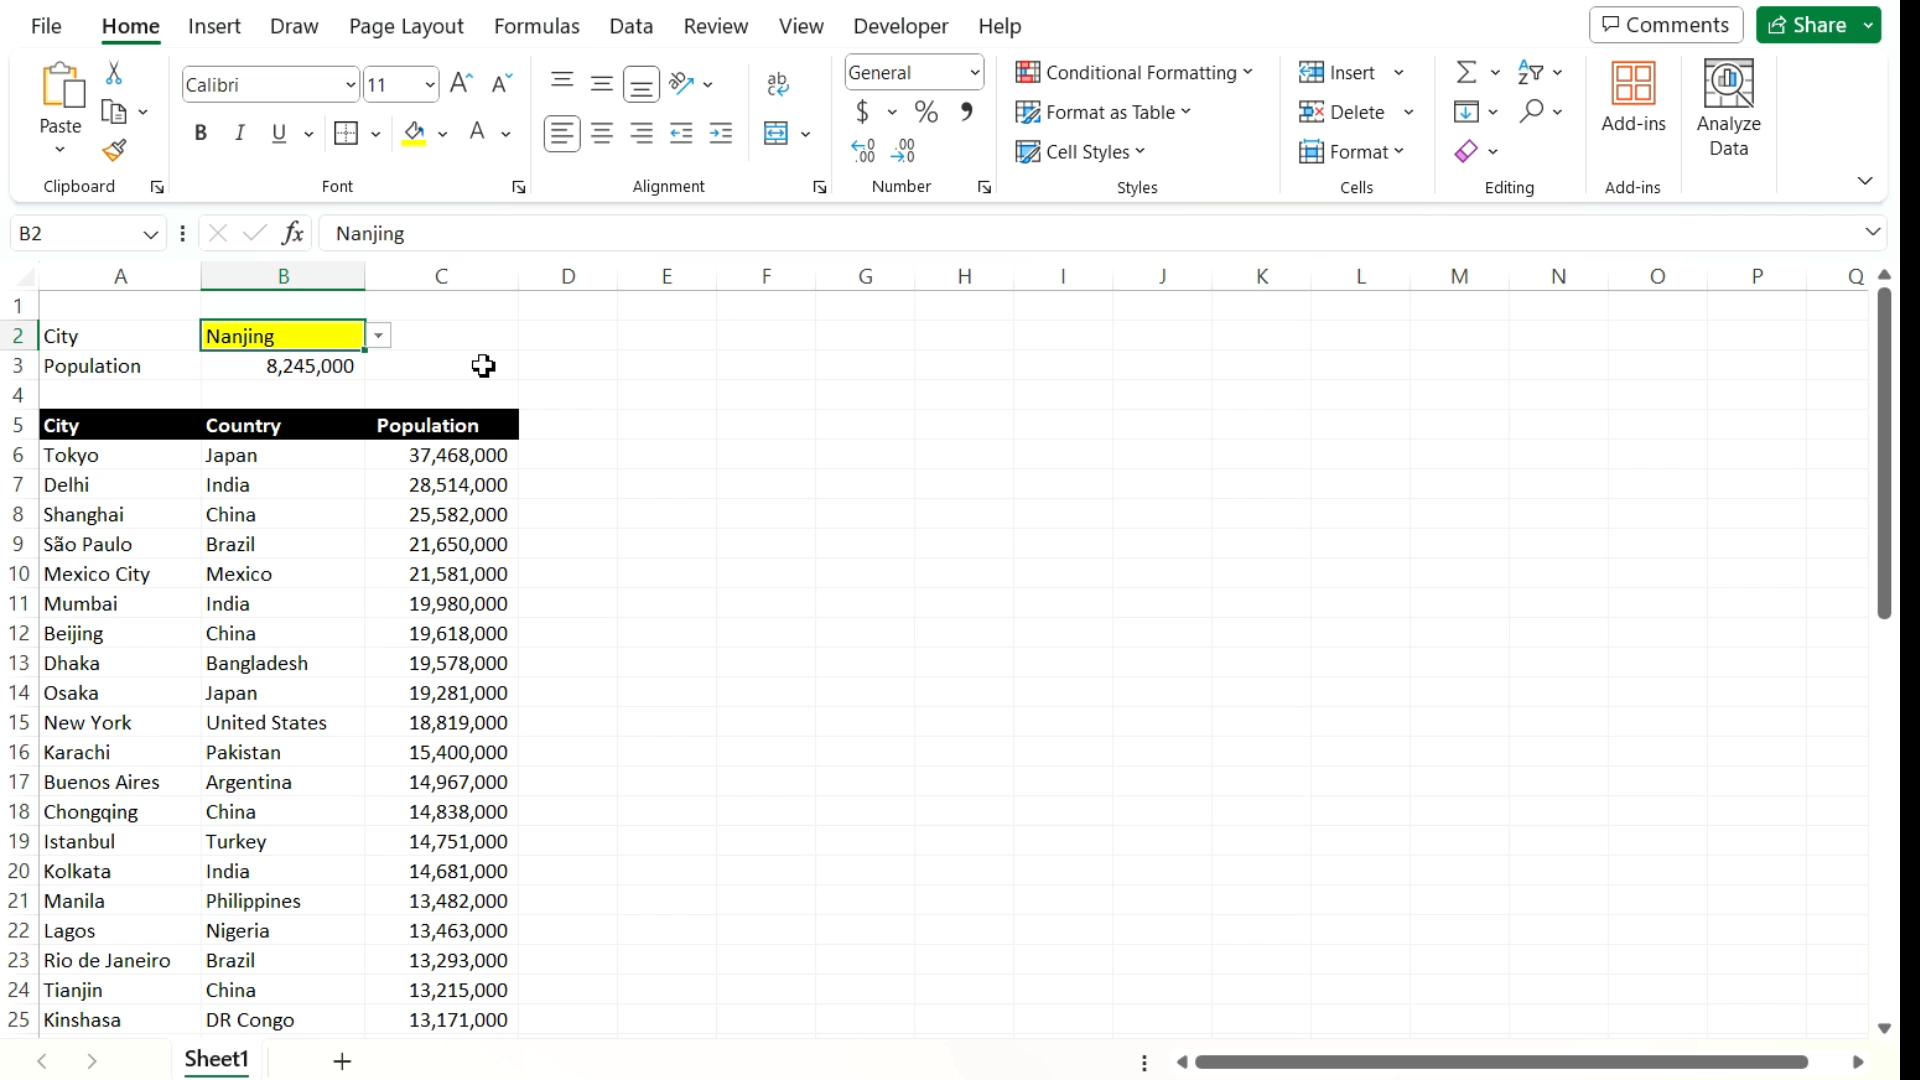 File Home Insert Draw Page Layout Formulas Data Review View Developer Help Comments Share
Calibri 11 General Conditional Formatting Insert
Paste $ % Format as Table Delete Add-ins Analyze Data
B I U A Cell Styles Format
Clipboard Font Alignment Number Styles Cells Editing Add-ins
B2 fx Nanjing
A B C D E F G H I J K L M N O P Q
1
2 City Nanjing
3 Population 8,245,000
4
5 City Country Population
6 Tokyo Japan 37,468,000
7 Delhi India 28,514,000
8 Shanghai China 25,582,000
9 São Paulo Brazil 21,650,000
10 Mexico City Mexico 21,581,000
11 Mumbai India 19,980,000
12 Beijing China 19,618,000
13 Dhaka Bangladesh 19,578,000
14 Osaka Japan 19,281,000
15 New York United States 18,819,000
16 Karachi Pakistan 15,400,000
17 Buenos Aires Argentina 14,967,000
18 Chongqing China 14,838,000
19 Istanbul Turkey 14,751,000
20 Kolkata India 14,681,000
21 Manila Philippines 13,482,000
22 Lagos Nigeria 13,463,000
23 Rio de Janeiro Brazil 13,293,000
24 Tianjin China 13,215,000
25 Kinshasa DR Congo 13,171,000
Sheet1